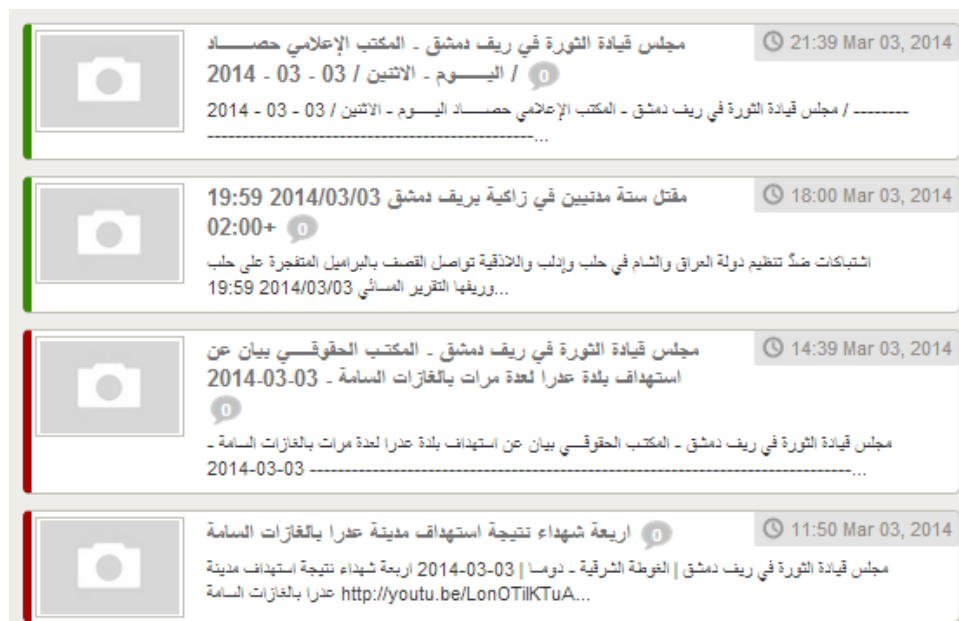 مجلس قيادة الثورة في ريف دمشق ـ المكتب الإعلامي حصـــــاد
اليـــــوم ـ الاثنين / 03 - 03 - 2014 / 0
21:39 Mar 03, 2014
مجلس قيادة الثورة في ريف دمشق ـ المكتب الإعلامي حصـــــاد اليـــــوم ـ الاثنين / 03 - 03 - 2014 / --------
--------------------------------------------------...
مقتل ستة مدنيين في زاكية بريف دمشق 2014/03/03 19:59
+02:00 0
18:00 Mar 03, 2014
اشتباكات ضدَّ تنظيم دولة العراق والشام في حلب وإدلب واللاذقية تواصل القصف بالبراميل المتفجرة على حلب
وريفها التقرير المسائي 2014/03/03 19:59...
مجلس قيادة الثورة في ريف دمشق ـ المكتب الحقوقـــــي بيان عن
استهداف بلدة عدرا لعدة مرات بالغازات السامة ـ 03-03-2014
0
14:39 Mar 03, 2014
مجلس قيادة الثورة في ريف دمشق ـ المكتب الحقوقـــــي بيان عن استهداف بلدة عدرا لعدة مرات بالغازات السامة ـ
03-03-2014 --------------------------------------------------------------------------------...
اربعة شهداء نتيجة استهداف مدينة عدرا بالغازات السامة 0
11:50 Mar 03, 2014
مجلس قيادة الثورة في ريف دمشق | الغوطة الشرقية ـ دومـا | 03-03-2014 اربعة شهداء نتيجة استهداف مدينة
عدرا بالغازات السامة http://youtu.be/LonOTilKTuA...